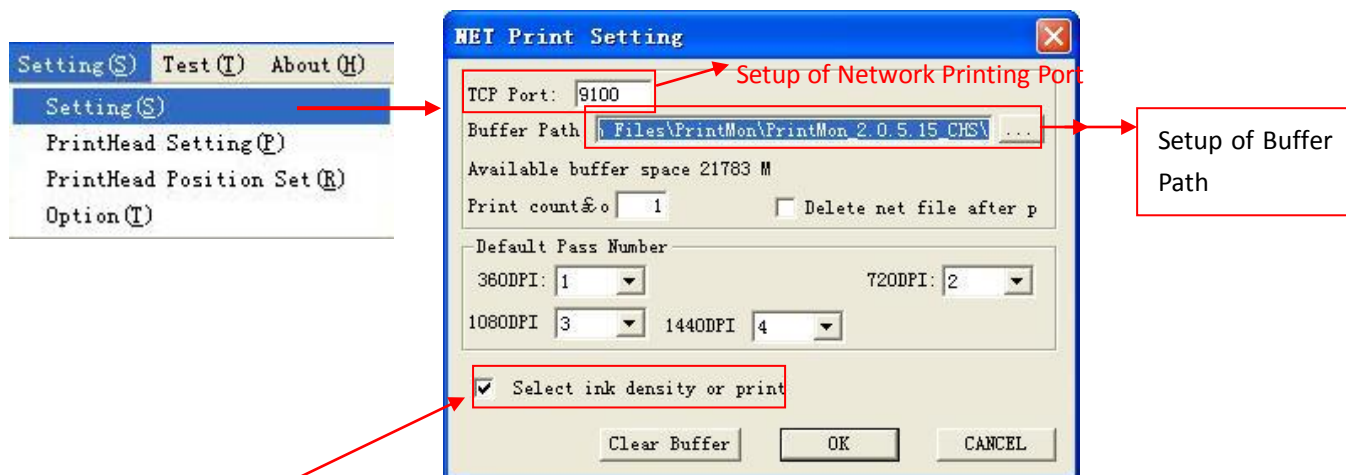 Setting(S) Test(T) About(H)
Setting(S)
PrintHead Setting(P)
PrintHead Position Set(R)
Option(T)
NET Print Setting
TCP Port: 9100
Setup of Network Printing Port
Buffer Path Files\PrintMon\PrintMon_2.0.5.15_CHS\ ...
Setup of Buffer
Path
Available buffer space 21783 M
Print count£o 1 Delete net file after p
Default Pass Number
360DPI: 1 720DPI: 2
1080DPI 3 1440DPI 4
Select ink density or print
Clear Buffer OK CANCEL